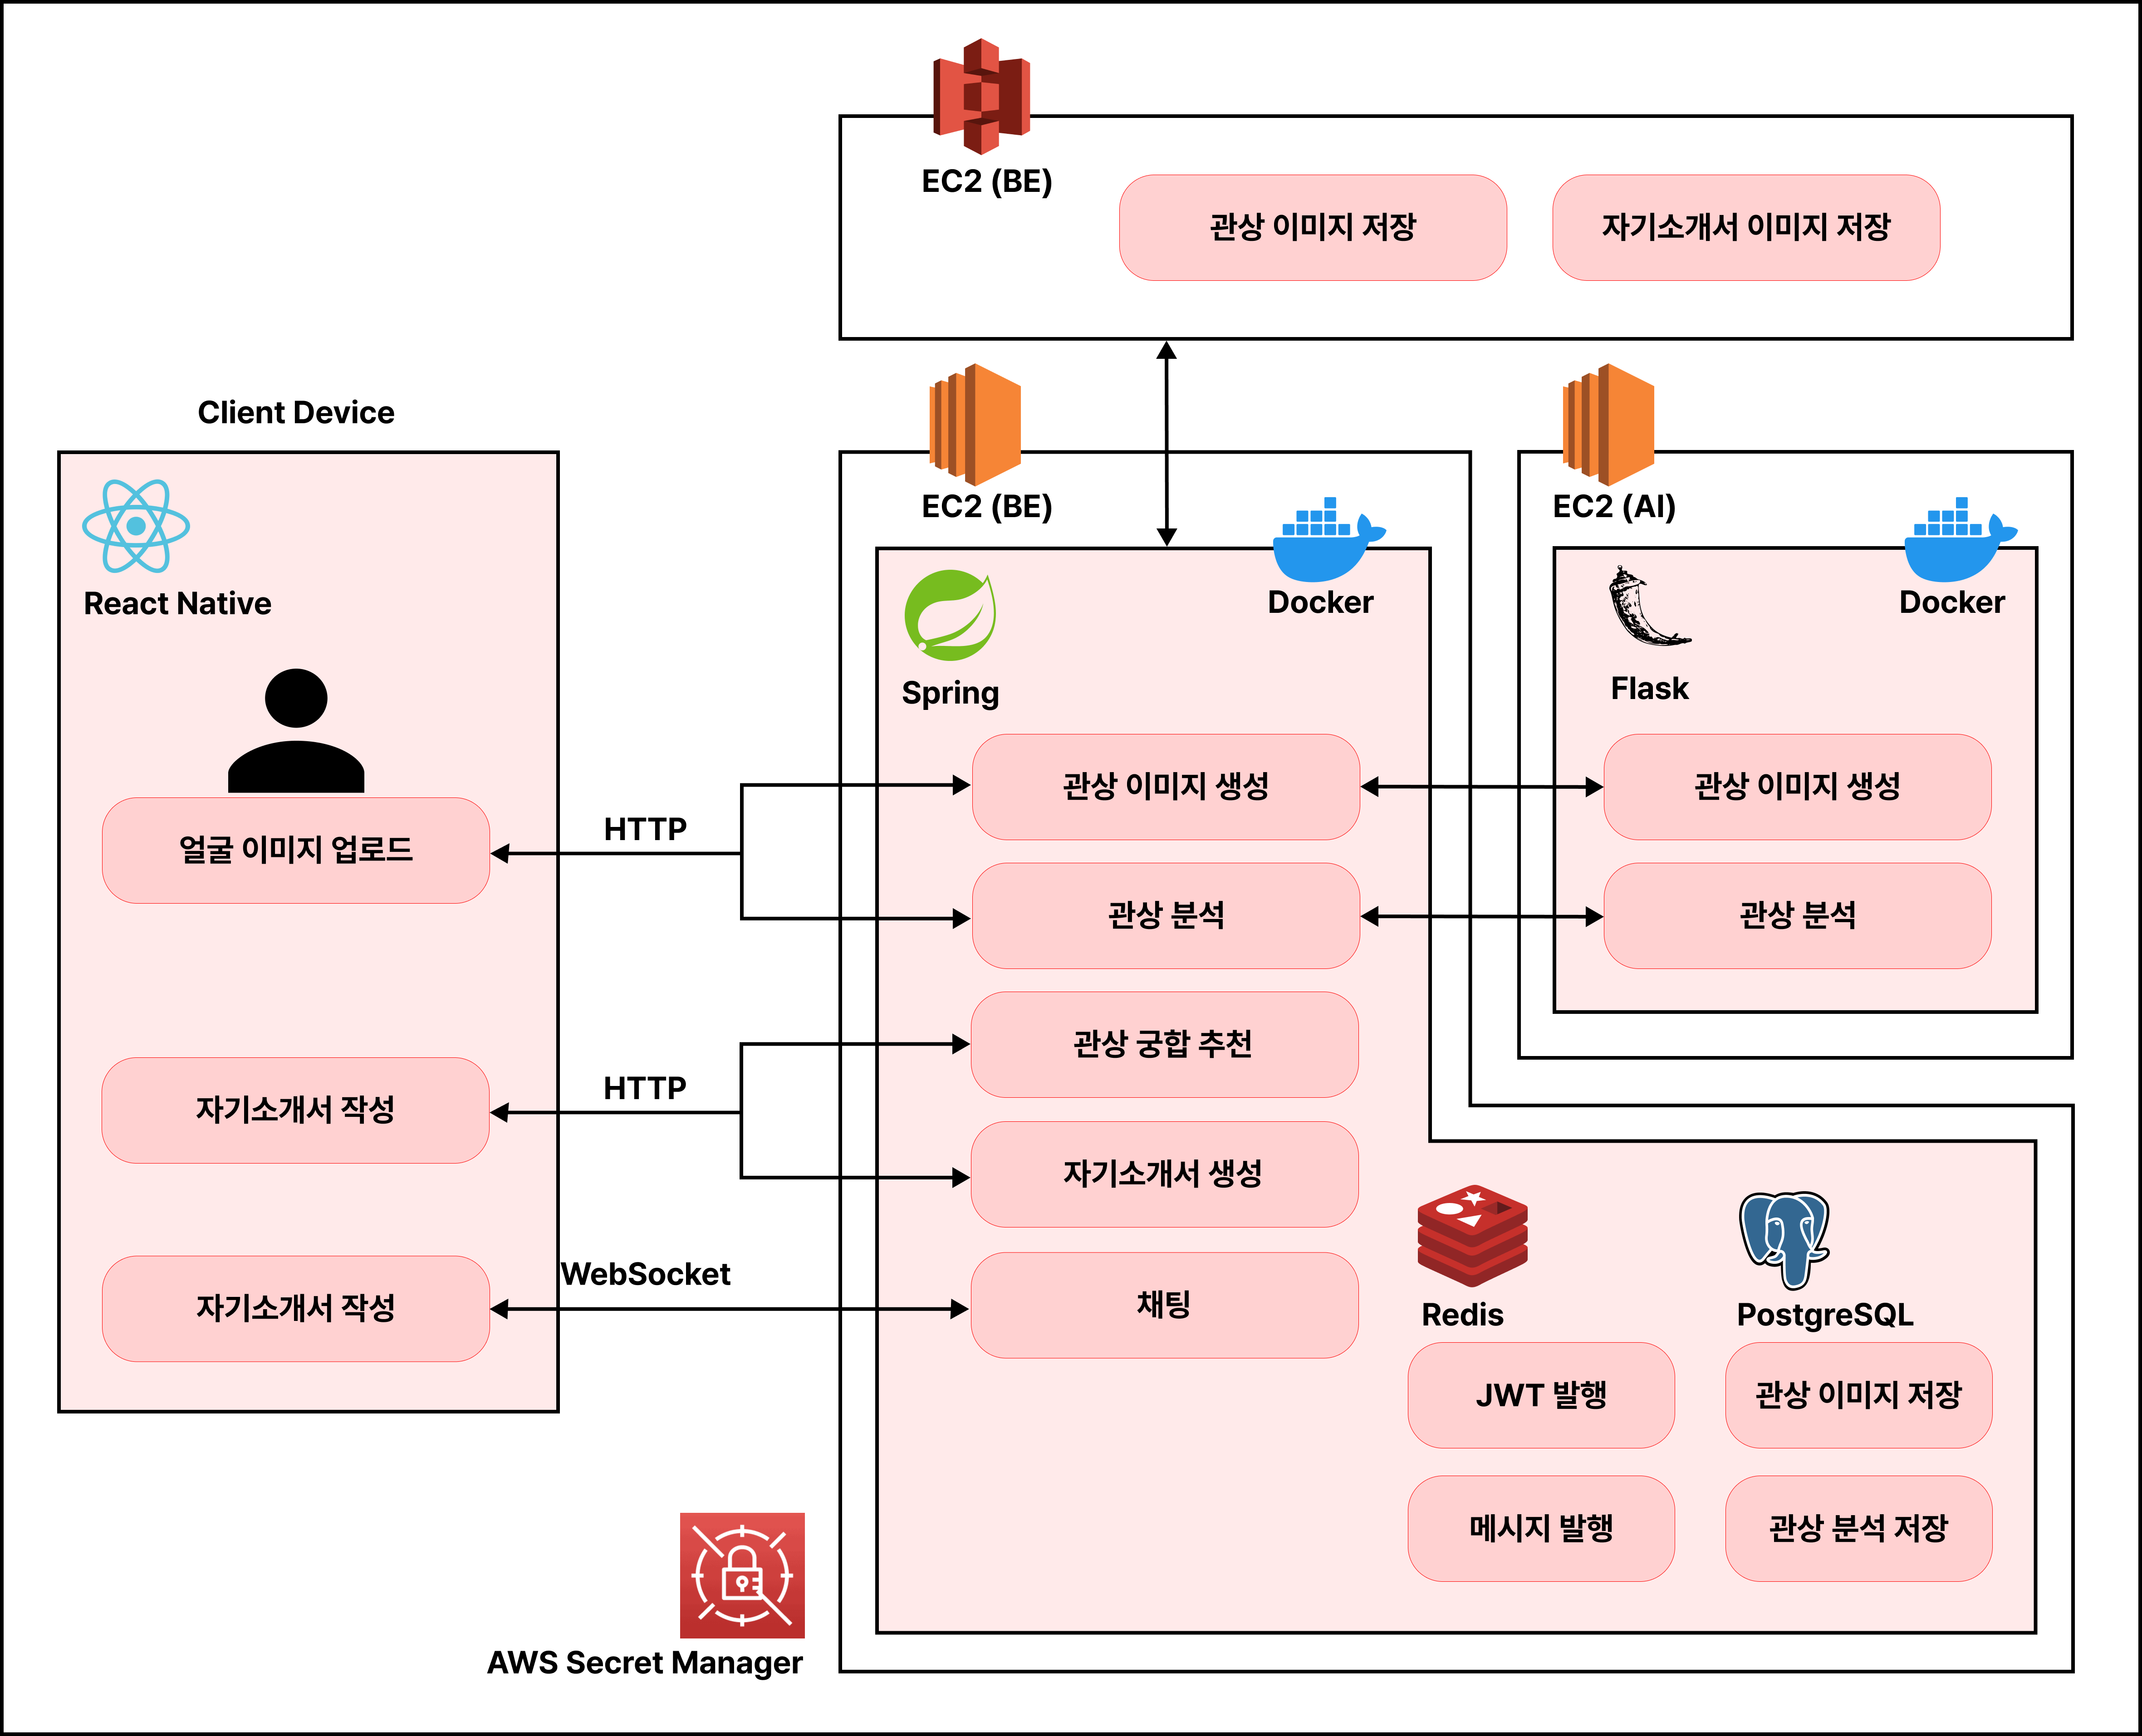 EC2 (BE)
관상 이미지 저장
자기소개서 이미지 저장
Client Device
React Native
얼굴 이미지 업로드
자기소개서 작성
자기소개서 작성
HTTP
HTTP
WebSocket
EC2 (BE)
Docker
Spring
관상 이미지 생성
관상 분석
관상 궁합 추천
자기소개서 생성
채팅
EC2 (AI)
Docker
Flask
관상 이미지 생성
관상 분석
Redis
JWT 발행
메시지 발행
PostgreSQL
관상 이미지 저장
관상 분석 저장
AWS Secret Manager